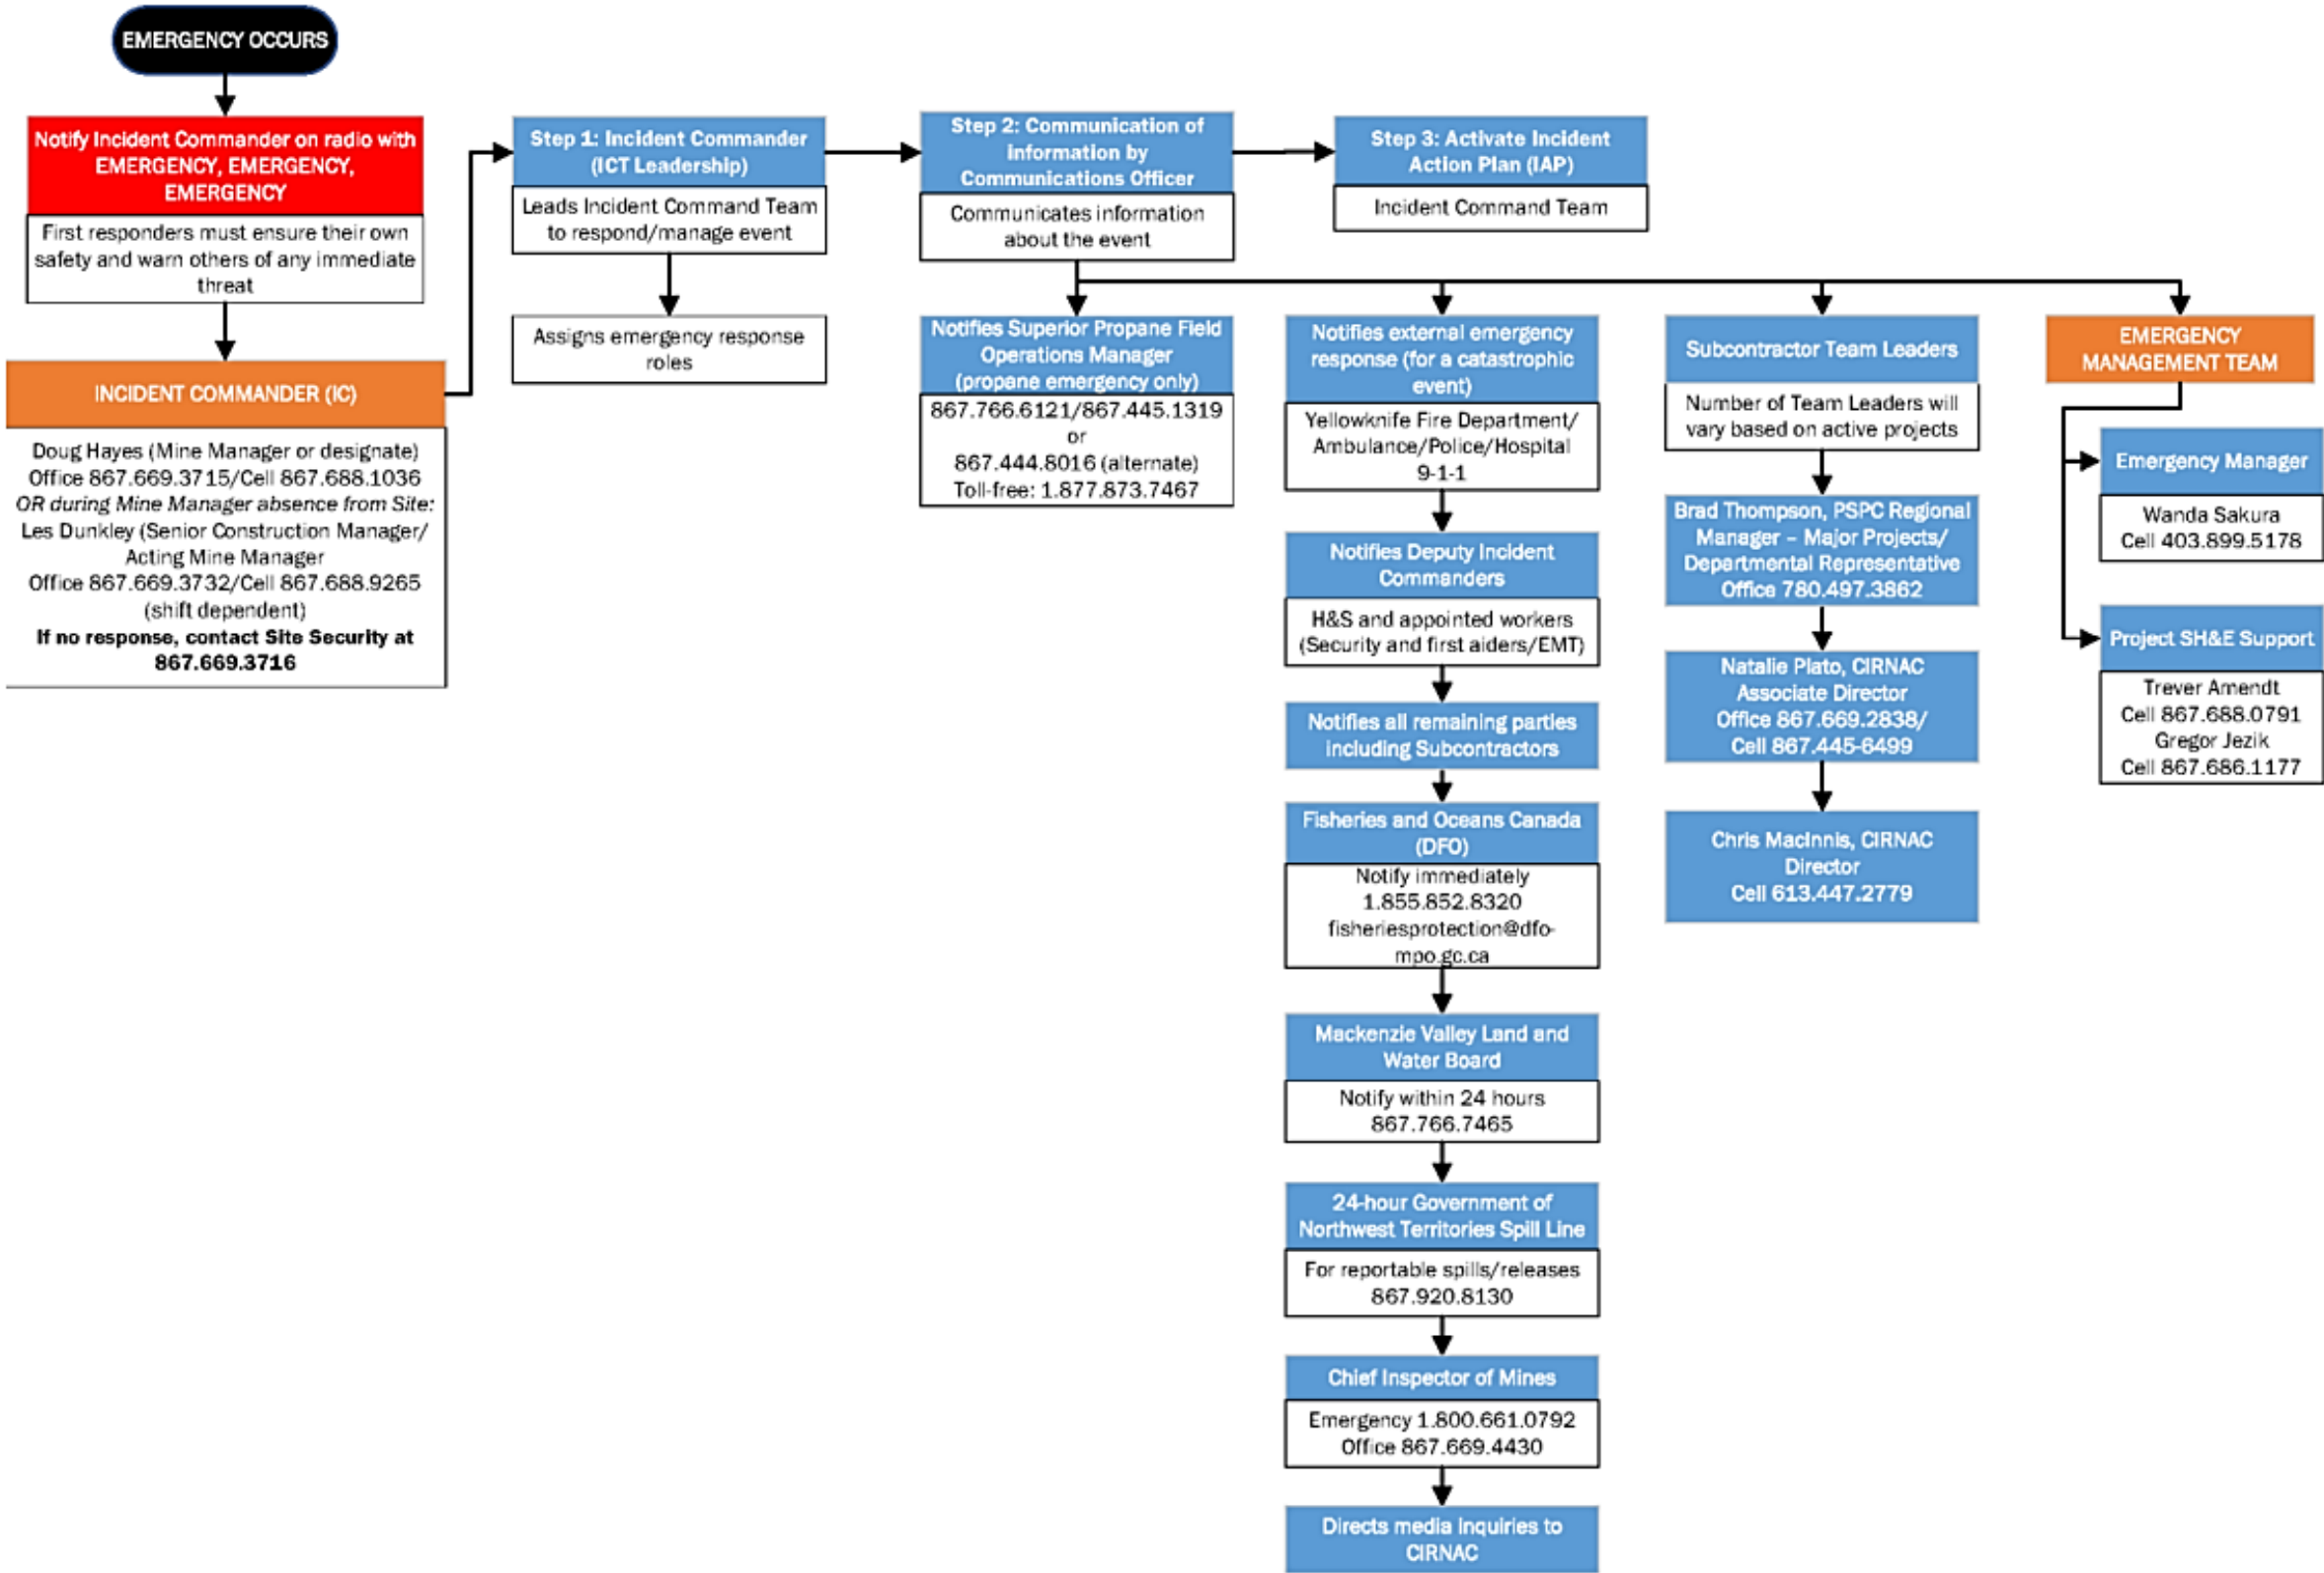 EMERGENCY OCCURS
Notify Incident Commander on radio with
EMERGENCY, EMERGENCY,
EMERGENCY
First responders must ensure their own
safety and warn others of any immediate
threat
INCIDENT COMMANDER (IC)
Doug Hayes (Mine Manager or designate)
Office 867.669.3715/Cell 867.688.1036
OR during Mine Manager absence from Site:
Les Dunkley (Senior Construction Manager/
Acting Mine Manager
Office 867.669.3732/Cell 867.688.9265
(shift dependent)
If no response, contact Site Security at
867.669.3716
Step 1: Incident Commander
(ICT Leadership)
Leads Incident Command Team
to respond/manage event
Assigns emergency response
roles
Step 2: Communication of
information by
Communications Officer
Communicates information
about the event
Step 3: Activate Incident
Action Plan (IAP)
Incident Command Team
Notifies Superior Propane Field
Operations Manager
(propane emergency only)
867.766.6121/867.445.1319
or
867.444.8016 (alternate)
Toll-free: 1.877.873.7467
Notifies external emergency
response (for a catastrophic
event)
Yellowknife Fire Department/
Ambulance/Police/Hospital
9-1-1
Notifies Deputy Incident
Commanders
H&S and appointed workers
(Security and first aiders/EMT)
Notifies all remaining parties
including Subcontractors
Fisheries and Oceans Canada
(DFO)
Notify immediately
1.855.852.8320
fisheriesprotection@dfo-
mpo.gc.ca
Mackenzie Valley Land and
Water Board
Notify within 24 hours
867.766.7465
24-hour Government of
Northwest Territories Spill Line
For reportable spills/releases
867.920.8130
Chief Inspector of Mines
Emergency 1.800.661.0792
Office 867.669.4430
Directs media inquiries to
CIRNAC
Subcontractor Team Leaders
Number of Team Leaders will
vary based on active projects
Brad Thompson, PSPC Regional
Manager – Major Projects/
Departmental Representative
Office 780.497.3862
Natalie Plato, CIRNAC
Associate Director
Office 867.669.2838/
Cell 867.445-6499
Chris MacInnis, CIRNAC
Director
Cell 613.447.2779
EMERGENCY
MANAGEMENT TEAM
Emergency Manager
Wanda Sakura
Cell 403.899.5178
Project SH&E Support
Trever Amendt
Cell 867.688.0791
Gregor Jezik
Cell 867.686.1177